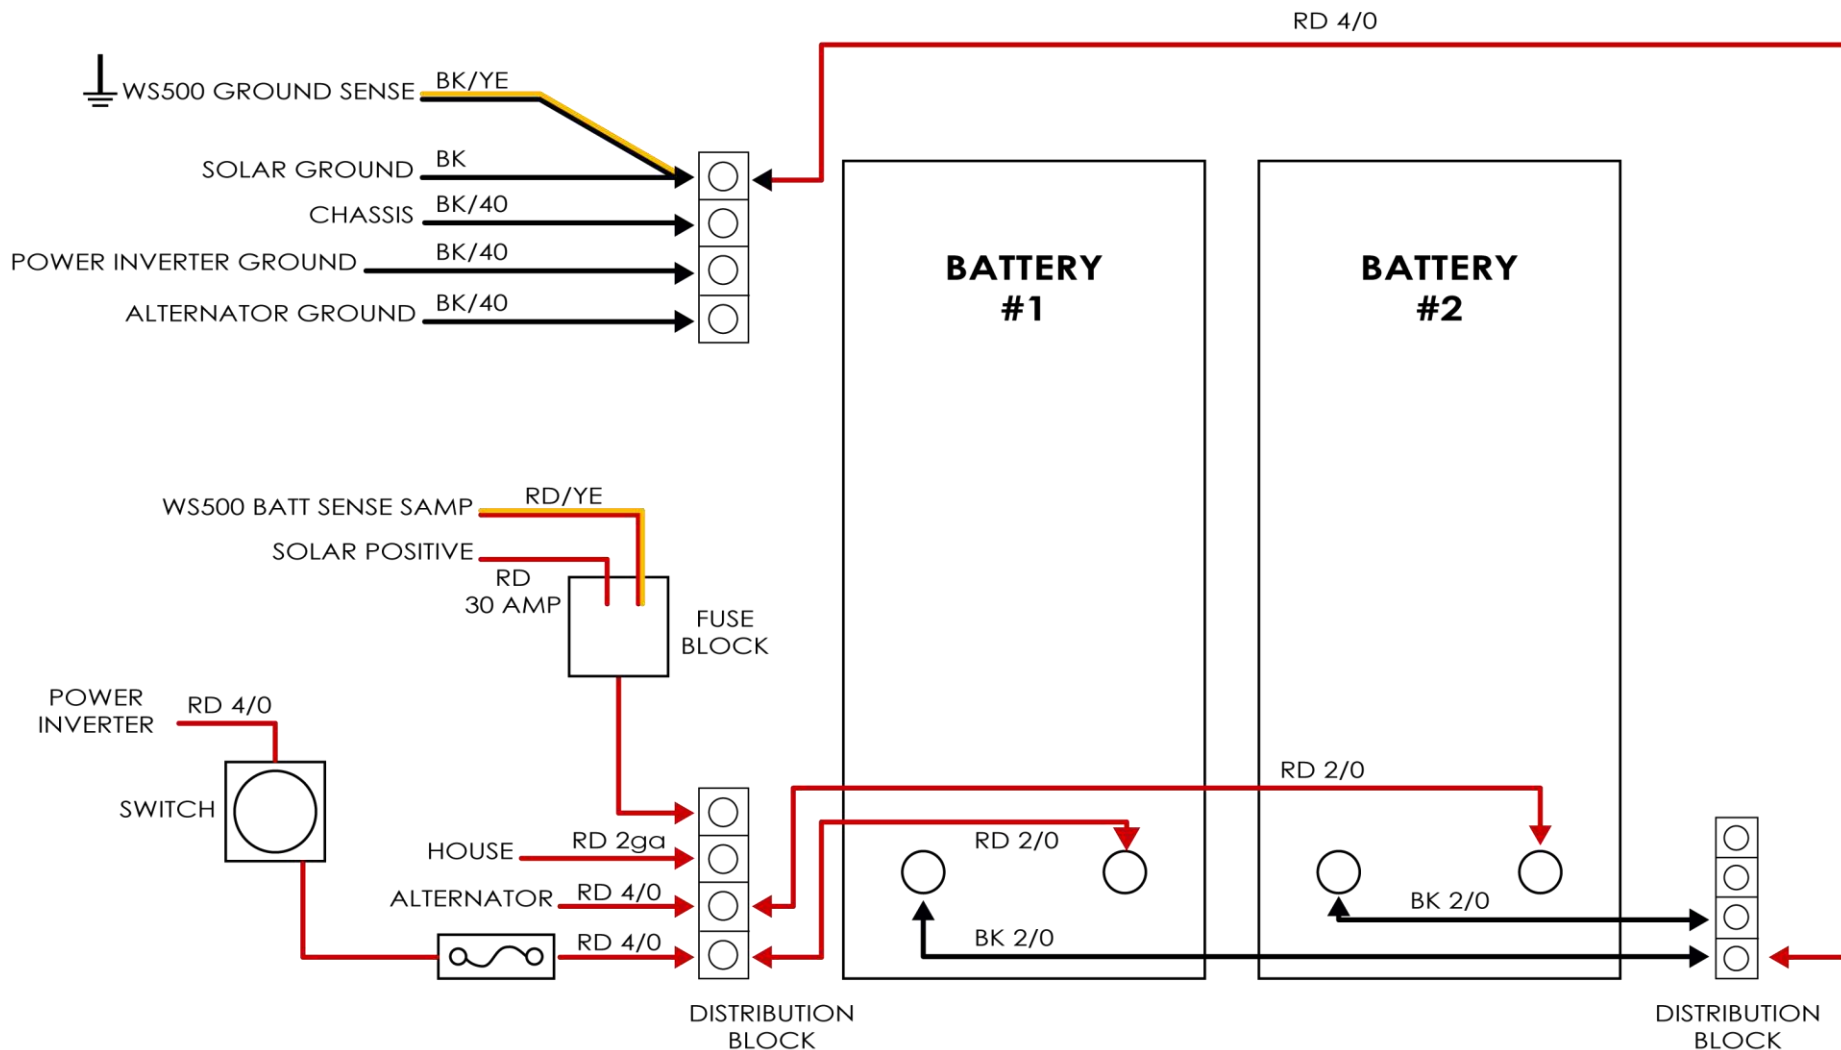 RD 4/0
WS500 GROUND SENSE
BK/YE
SOLAR GROUND
BK
CHASSIS
BK/40
POWER INVERTER GROUND
BK/40
ALTERNATOR GROUND
BK/40
BATTERY
#1
BATTERY
#2
WS500 BATT SENSE SAMP
RD/YE
SOLAR POSITIVE
RD
30 AMP
FUSE
BLOCK
POWER
INVERTER
RD 4/0
SWITCH
HOUSE
RD 2ga
ALTERNATOR
RD 4/0
RD 4/0
RD 2/0
RD 2/0
BK 2/0
BK 2/0
DISTRIBUTION
BLOCK
DISTRIBUTION
BLOCK